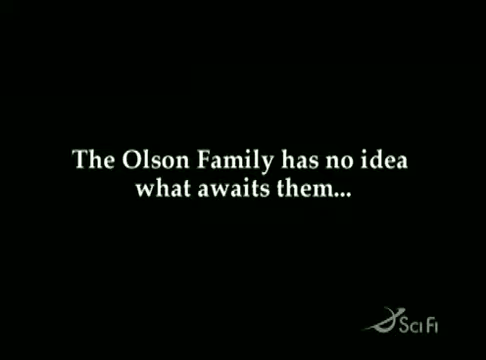 The Olson Family has no idea
what awaits them...
SCI FI